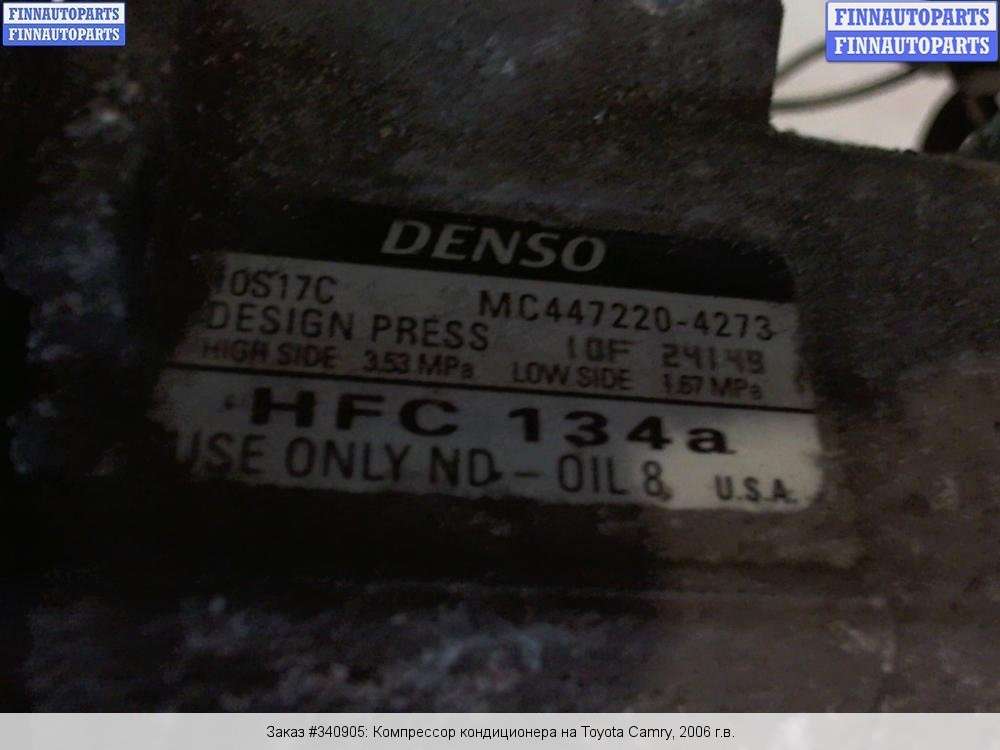 FINNAUTOPARTS
FINNAUTOPARTS
FINNAUTOPARTS
FINNAUTOPARTS
DENSO
10S17C MC447220-4273
DESIGN PRESS 10F 24149
HIGH SIDE 3.53 MPa LOW SIDE 1.67 MPa
HFC 134a
USE ONLY ND-OIL 8 U.S.A.
Заказ #340905: Компрессор кондиционера на Toyota Camry, 2006 г.в.